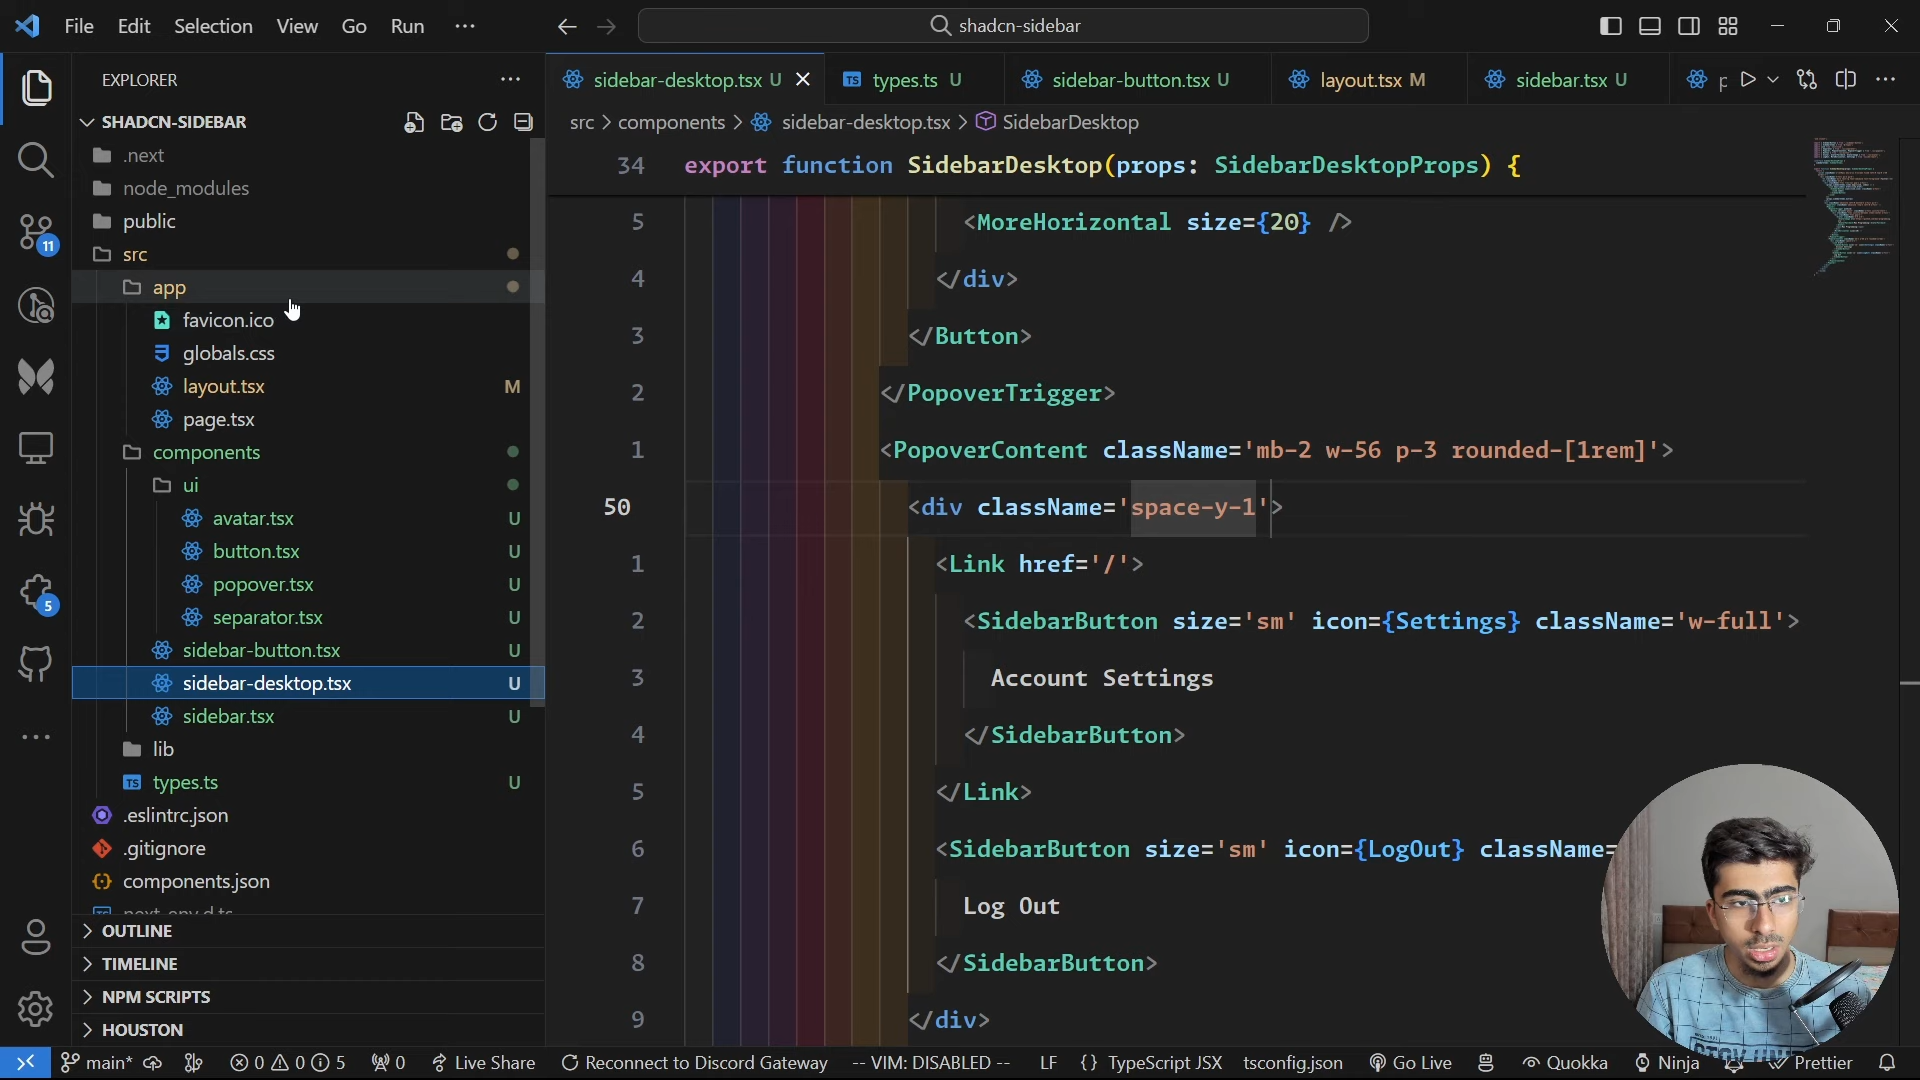 File Edit Selection View Go Run
shadcn-sidebar
EXPLORER
SHADCN-SIDEBAR
.next
node_modules
public
src
app
favicon.ico
globals.css
layout.tsx M
page.tsx
components
ui
avatar.tsx U
button.tsx U
popover.tsx U
separator.tsx U
sidebar-button.tsx U
sidebar-desktop.tsx U
sidebar.tsx U
lib
types.ts U
.eslintrc.json
.gitignore
components.json
OUTLINE
TIMELINE
NPM SCRIPTS
HOUSTON
11
5
sidebar-desktop.tsx U types.ts U sidebar-button.tsx U layout.tsx M sidebar.tsx U
src > components > sidebar-desktop.tsx > SidebarDesktop
34 export function SidebarDesktop(props: SidebarDesktopProps) {
5 <MoreHorizontal size={20} />
4 </div>
3 </Button>
2 </PopoverTrigger>
1 <PopoverContent className='mb-2 w-56 p-3 rounded-[1rem]'>
50 <div className='space-y-1'>
1 <Link href='/'>
2 <SidebarButton size='sm' icon={Settings} className='w-full'>
3 Account Settings
4 </SidebarButton>
5 </Link>
6 <SidebarButton size='sm' icon={LogOut} className=
7 Log Out
8 </SidebarButton>
9 </div>
main* 0 0 5 0 Live Share Reconnect to Discord Gateway -- VIM: DISABLED -- LF {} TypeScript JSX tsconfig.json Go Live Quokka Ninja Prettier